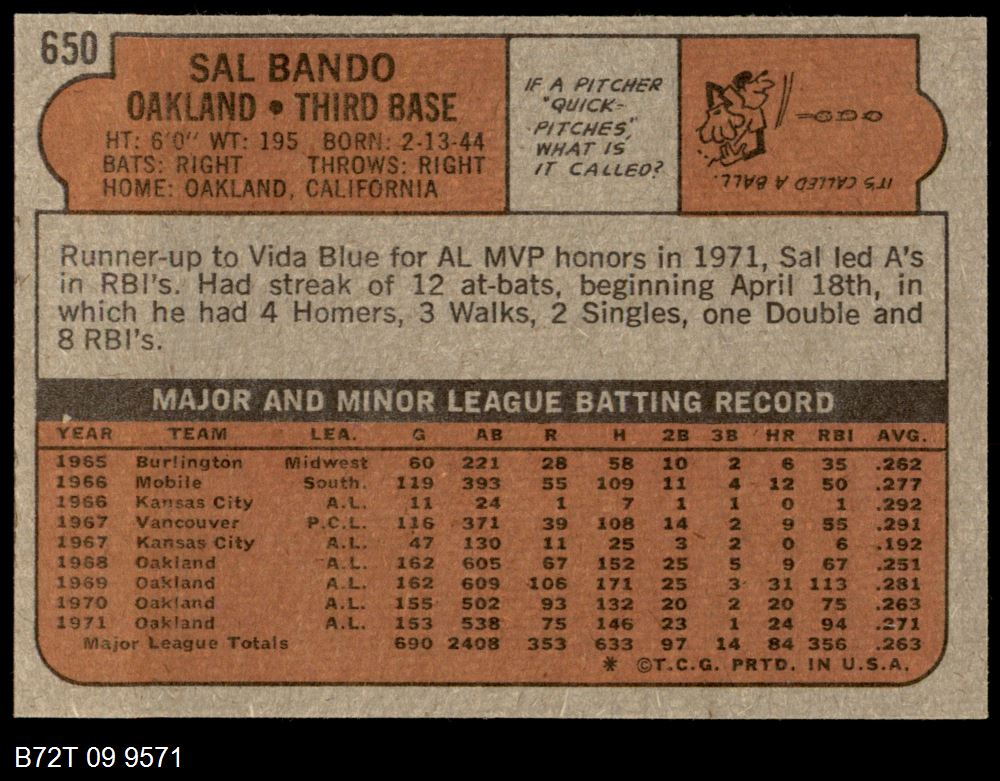 650
SAL BANDO
OAKLAND • THIRD BASE
HT: 6'0" WT: 195 BORN: 2-13-44
BATS: RIGHT THROWS: RIGHT
HOME: OAKLAND, CALIFORNIA
IF A PITCHER
"QUICK-
PITCHES,"
WHAT IS
IT CALLED?
IT'S CALLED A BALL.
Runner-up to Vida Blue for AL MVP honors in 1971, Sal led A's
in RBI's. Had streak of 12 at-bats, beginning April 18th, in
which he had 4 Homers, 3 Walks, 2 Singles, one Double and
8 RBI's.
MAJOR AND MINOR LEAGUE BATTING RECORD
YEAR TEAM LEA. G AB R H 2B 3B HR RBI AVG.
1965 Burlington Midwest 60 221 28 58 10 2 6 35 .262
1966 Mobile South. 119 393 55 109 11 4 12 50 .277
1966 Kansas City A.L. 11 24 1 7 1 1 0 1 .292
1967 Vancouver P.C.L. 116 371 39 108 14 2 9 55 .291
1967 Kansas City A.L. 47 130 11 25 3 2 0 6 .192
1968 Oakland A.L. 162 605 67 152 25 5 9 67 .251
1969 Oakland A.L. 162 609 106 171 25 3 31 113 .281
1970 Oakland A.L. 155 502 93 132 20 2 20 75 .263
1971 Oakland A.L. 153 538 75 146 23 1 24 94 .271
Major League Totals 690 2408 353 633 97 14 84 356 .263
* ©T.C.G. PRTD. IN U.S.A.
B72T 09 9571